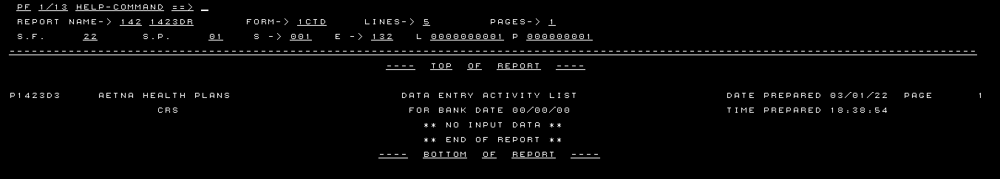 PF 1/13 HELP-COMMAND ==> _
REPORT NAME-> 142 1423DR FORM-> 1CTD LINES-> 5 PAGES-> 1
S.F. 22 S.P. 01 S -> 001 E -> 132 L 0000000001 P 000000001
-----------------------------------------------------------------------------------------------------------------------------------
---- TOP OF REPORT ----
P1423D3 AETNA HEALTH PLANS DATA ENTRY ACTIVITY LIST DATE PREPARED 03/01/22 PAGE 1
CRS FOR BANK DATE 00/00/00 TIME PREPARED 18:38:54
** NO INPUT DATA **
** END OF REPORT **
---- BOTTOM OF REPORT ----